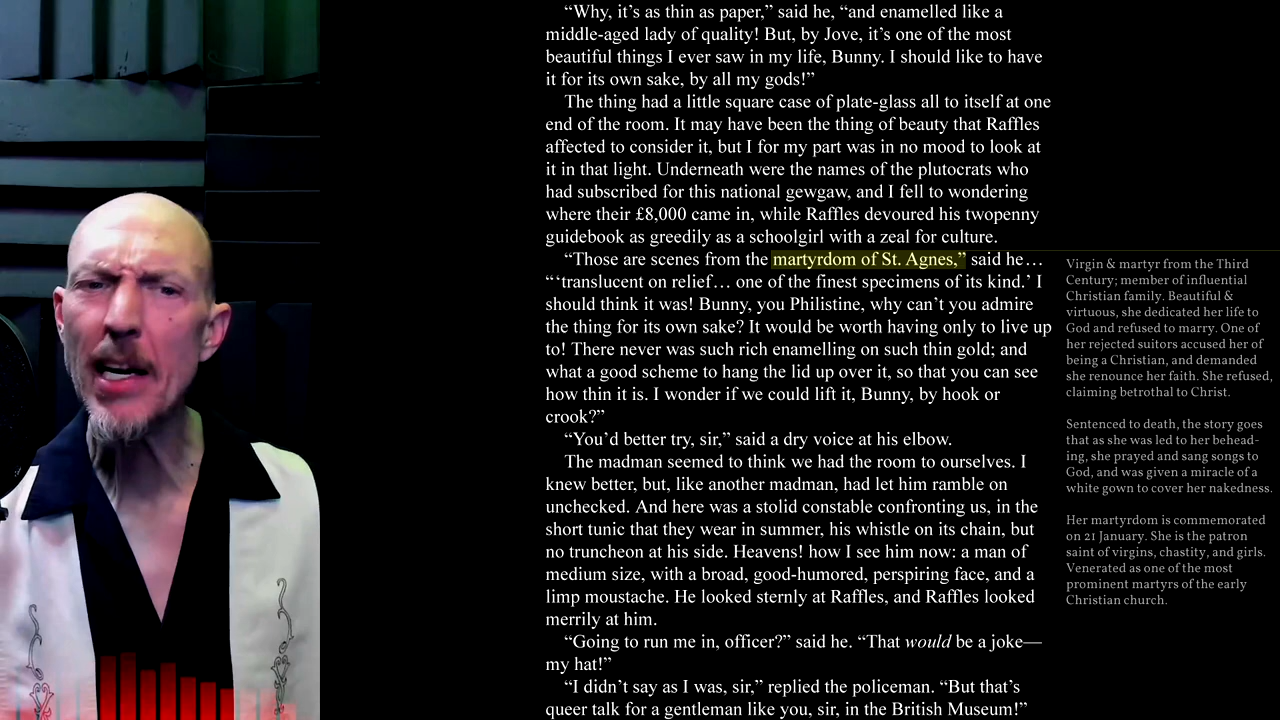 “Why, it’s as thin as paper,” said he, “and enamelled like a
middle-aged lady of quality! But, by Jove, it’s one of the most
beautiful things I ever saw in my life, Bunny. I should like to have
it for its own sake, by all my gods!”
The thing had a little square case of plate-glass all to itself at one
end of the room. It may have been the thing of beauty that Raffles
affected to consider it, but I for my part was in no mood to look at
it in that light. Underneath were the names of the plutocrats who
had subscribed for this national gewgaw, and I fell to wondering
where their £8,000 came in, while Raffles devoured his twopenny
guidebook as greedily as a schoolgirl with a zeal for culture.
“Those are scenes from the martyrdom of St. Agnes,” said he…
“‘translucent on relief… one of the finest specimens of its kind.’ I
should think it was! Bunny, you Philistine, why can’t you admire
the thing for its own sake? It would be worth having only to live up
to! There never was such rich enamelling on such thin gold; and
what a good scheme to hang the lid up over it, so that you can see
how thin it is. I wonder if we could lift it, Bunny, by hook or
crook?”
“You’d better try, sir,” said a dry voice at his elbow.
The madman seemed to think we had the room to ourselves. I
knew better, but, like another madman, had let him ramble on
unchecked. And here was a stolid constable confronting us, in the
short tunic that they wear in summer, his whistle on its chain, but
no truncheon at his side. Heavens! how I see him now: a man of
medium size, with a broad, good-humored, perspiring face, and a
limp moustache. He looked sternly at Raffles, and Raffles looked
merrily at him.
“Going to run me in, officer?” said he. “That would be a joke—
my hat!”
“I didn’t say as I was, sir,” replied the policeman. “But that’s
queer talk for a gentleman like you, sir, in the British Museum!”
Virgin & martyr from the Third
Century; member of influential
Christian family. Beautiful &
virtuous, she dedicated her life to
God and refused to marry. One of
her rejected suitors accused her of
being a Christian, and demanded
she renounce her faith. She refused,
claiming betrothal to Christ.
Sentenced to death, the story goes
that as she was led to her behead-
ing, she prayed and sang songs to
God, and was given a miracle of a
white gown to cover her nakedness.
Her martyrdom is commemorated
on 21 January. She is the patron
saint of virgins, chastity, and girls.
Venerated as one of the most
prominent martyrs of the early
Christian church.